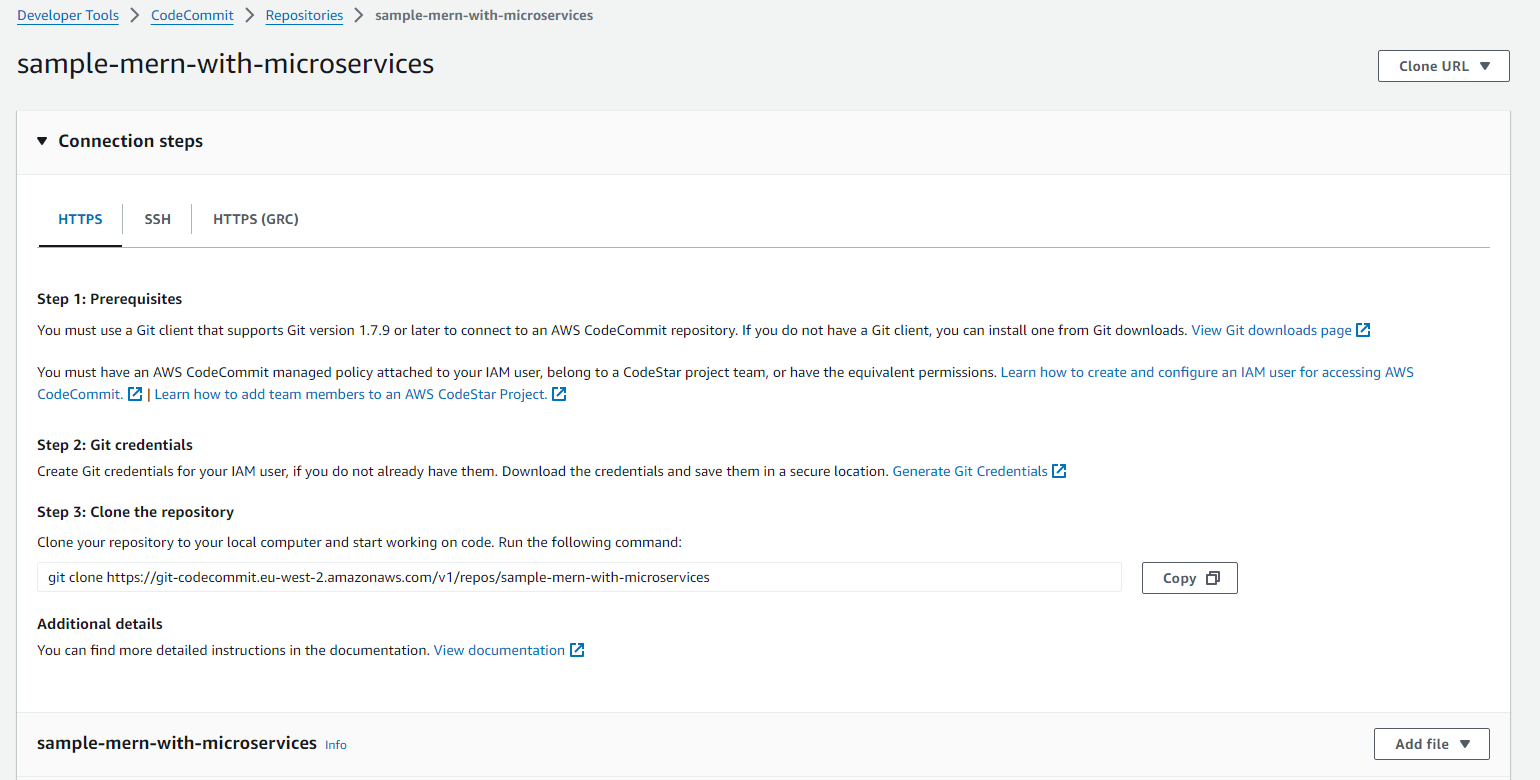 Developer Tools > CodeCommit > Repositories > sample-mern-with-microservices
sample-mern-with-microservices
Clone URL
Connection steps
HTTPS
SSH
HTTPS (GRC)
Step 1: Prerequisites
You must use a Git client that supports Git version 1.7.9 or later to connect to an AWS CodeCommit repository. If you do not have a Git client, you can install one from Git downloads. View Git downloads page
You must have an AWS CodeCommit managed policy attached to your IAM user, belong to a CodeStar project team, or have the equivalent permissions. Learn how to create and configure an IAM user for accessing AWS
CodeCommit. | Learn how to add team members to an AWS CodeStar Project.
Step 2: Git credentials
Create Git credentials for your IAM user, if you do not already have them. Download the credentials and save them in a secure location. Generate Git Credentials
Step 3: Clone the repository
Clone your repository to your local computer and start working on code. Run the following command:
git clone https://git-codecommit.eu-west-2.amazonaws.com/v1/repos/sample-mern-with-microservices
Copy
Additional details
You can find more detailed instructions in the documentation. View documentation
sample-mern-with-microservices Info
Add file